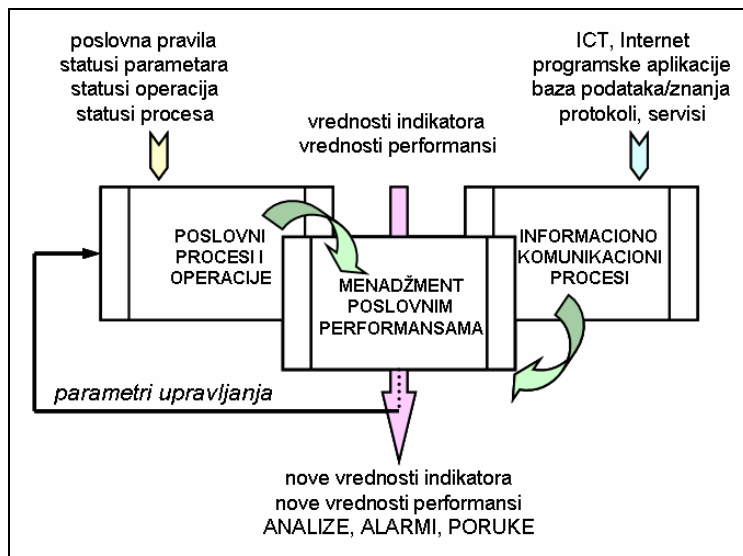 poslovna pravila
statusi parametara
statusi operacija
statusi procesa
ICT, Internet
programske aplikacije
baza podataka/znanja
protokoli, servisi
vrednosti indikatora
vrednosti performansi
POSLOVNI
PROCESI I
OPERACIJE
MENADŽMENT
POSLOVNIM
PERFORMANSAMA
INFORMACIONO
KOMUNIKACIONI
PROCESI
parametri upravljanja
nove vrednosti indikatora
nove vrednosti performansi
ANALIZE, ALARMI, PORUKE